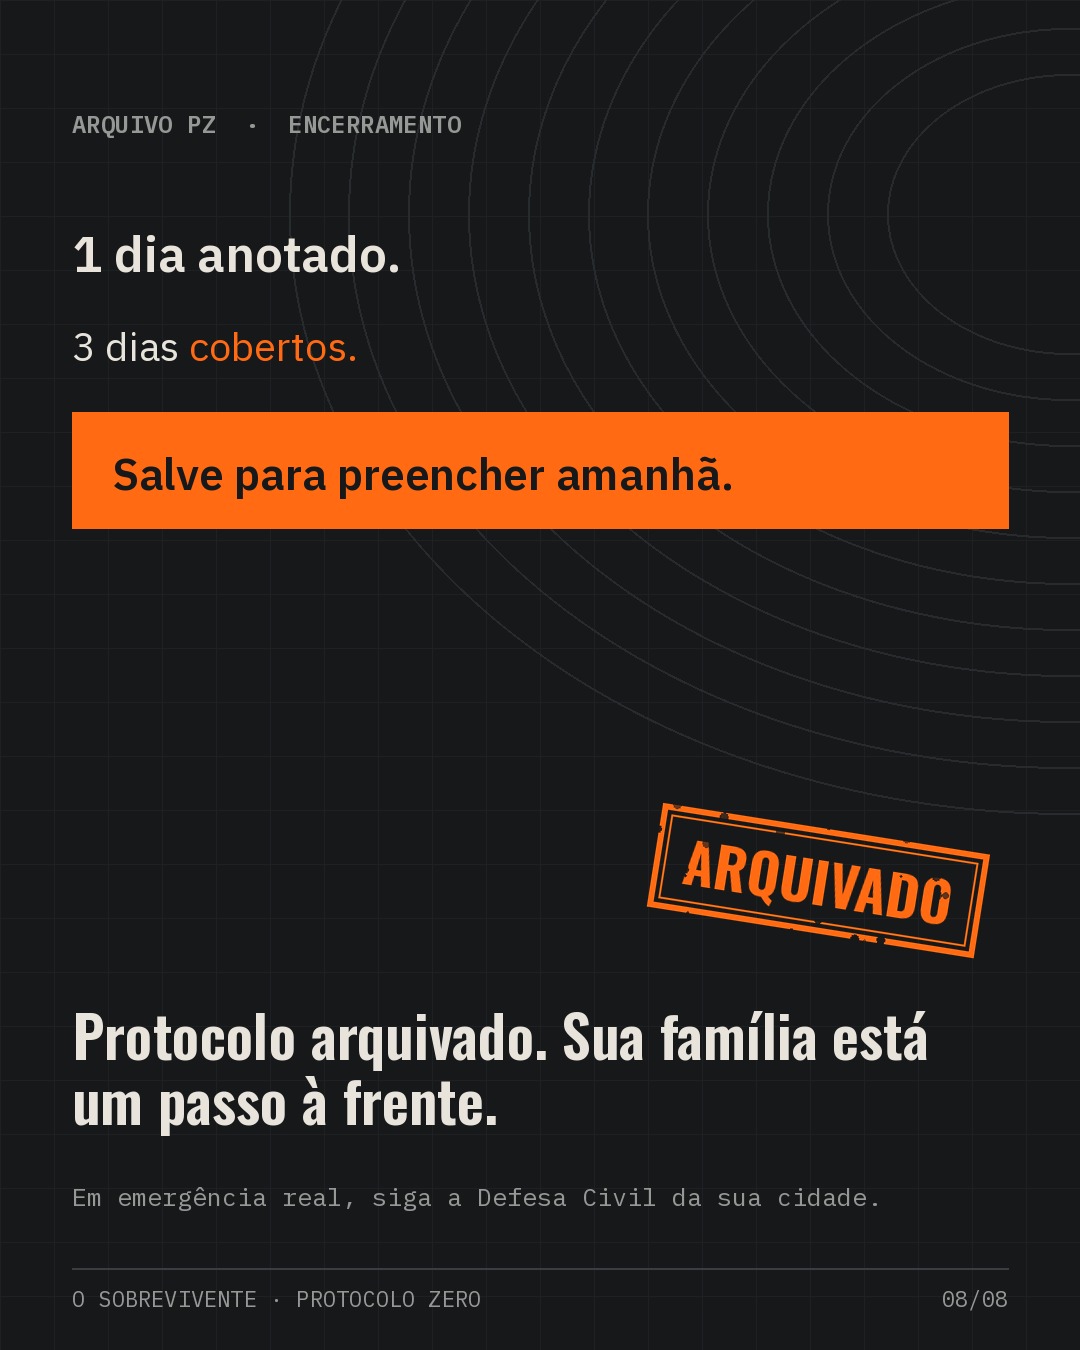 ARQUIVO PZ · ENCERRAMENTO
1 dia anotado.
3 dias cobertos.
Salve para preencher amanhã.
ARQUIVADO
Protocolo arquivado. Sua família está
um passo à frente.
Em emergência real, siga a Defesa Civil da sua cidade.
O SOBREVIVENTE · PROTOCOLO ZERO
08/08